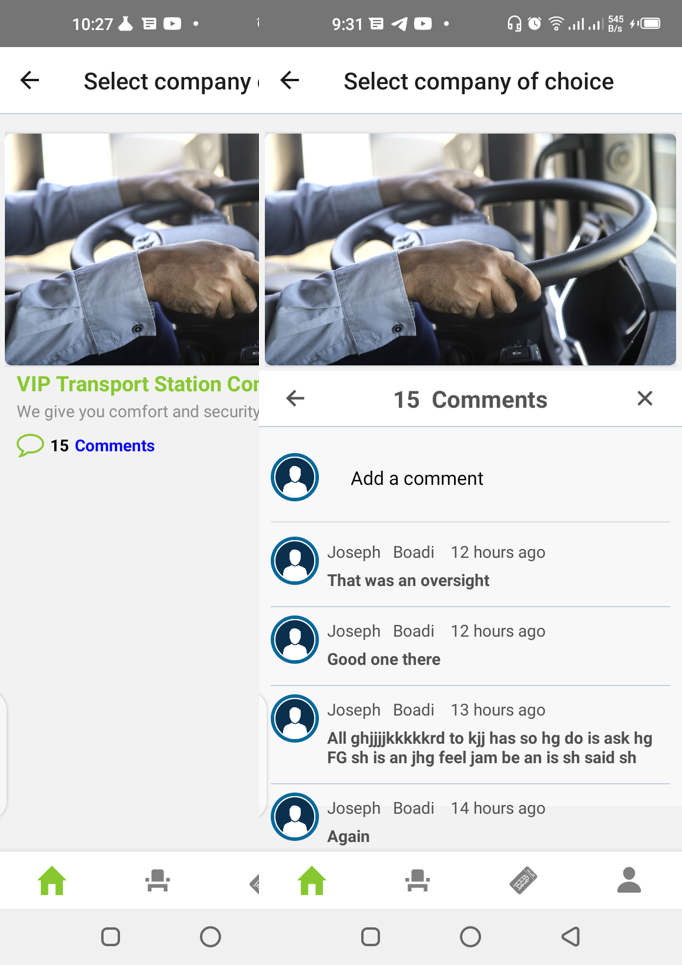 10:27
Select company
VIP Transport Station
We give you comfort and security
15 Comments
9:31
545
B/s
Select company of choice
15 Comments
Add a comment
Joseph Boadi 12 hours ago
That was an oversight
Joseph Boadi 12 hours ago
Good one there
Joseph Boadi 13 hours ago
All ghjjjjkkkkkrd to kjj has so hg do is ask hg
FG sh is an jhg feel jam be an is sh said sh
Joseph Boadi 14 hours ago
Again